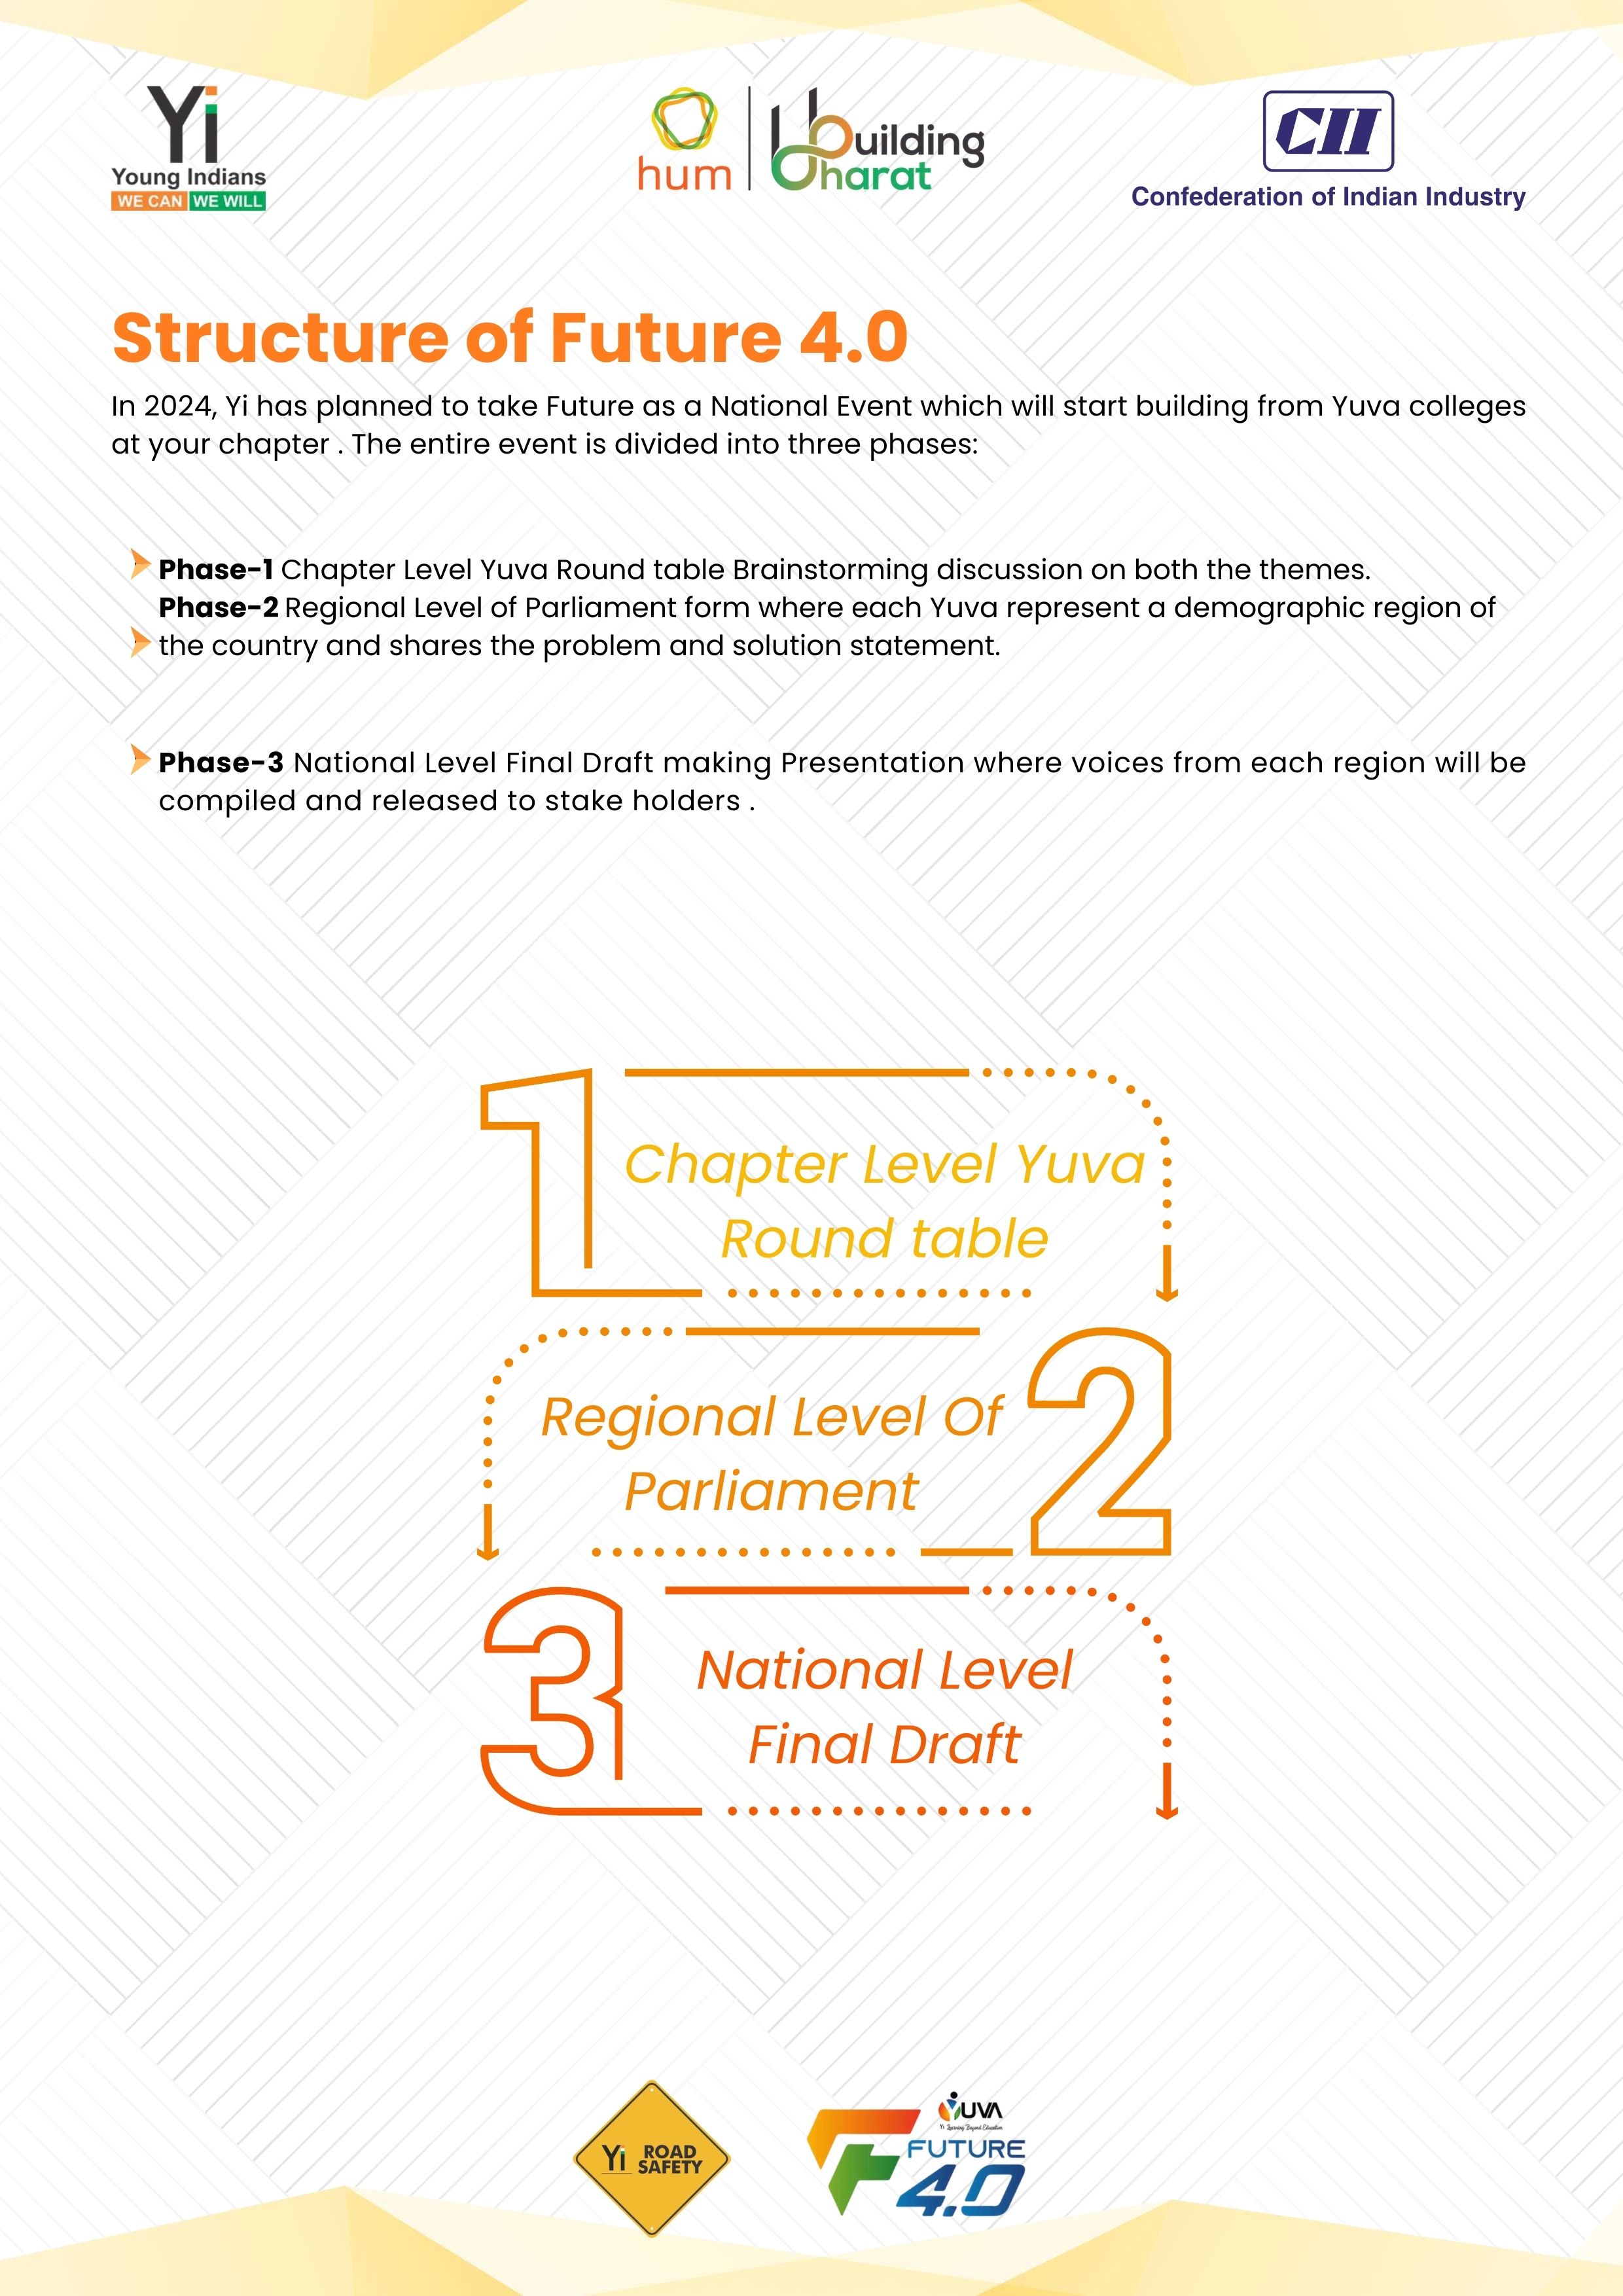 Yi
Young Indians
WE CAN WE WILL
hum
Building
Bharat
CII
Confederation of Indian Industry
Structure of Future 4.0
In 2024, Yi has planned to take Future as a National Event which will start building from Yuva colleges
at your chapter . The entire event is divided into three phases:
Phase-1 Chapter Level Yuva Round table Brainstorming discussion on both the themes.
Phase-2 Regional Level of Parliament form where each Yuva represent a demographic region of
the country and shares the problem and solution statement.
Phase-3 National Level Final Draft making Presentation where voices from each region will be
compiled and released to stake holders .
1
Chapter Level Yuva
Round table
Regional Level Of
Parliament
2
3
National Level
Final Draft
Yi ROAD
SAFETY
YUVA
Yi Learning Beyond Education
FUTURE
4.0